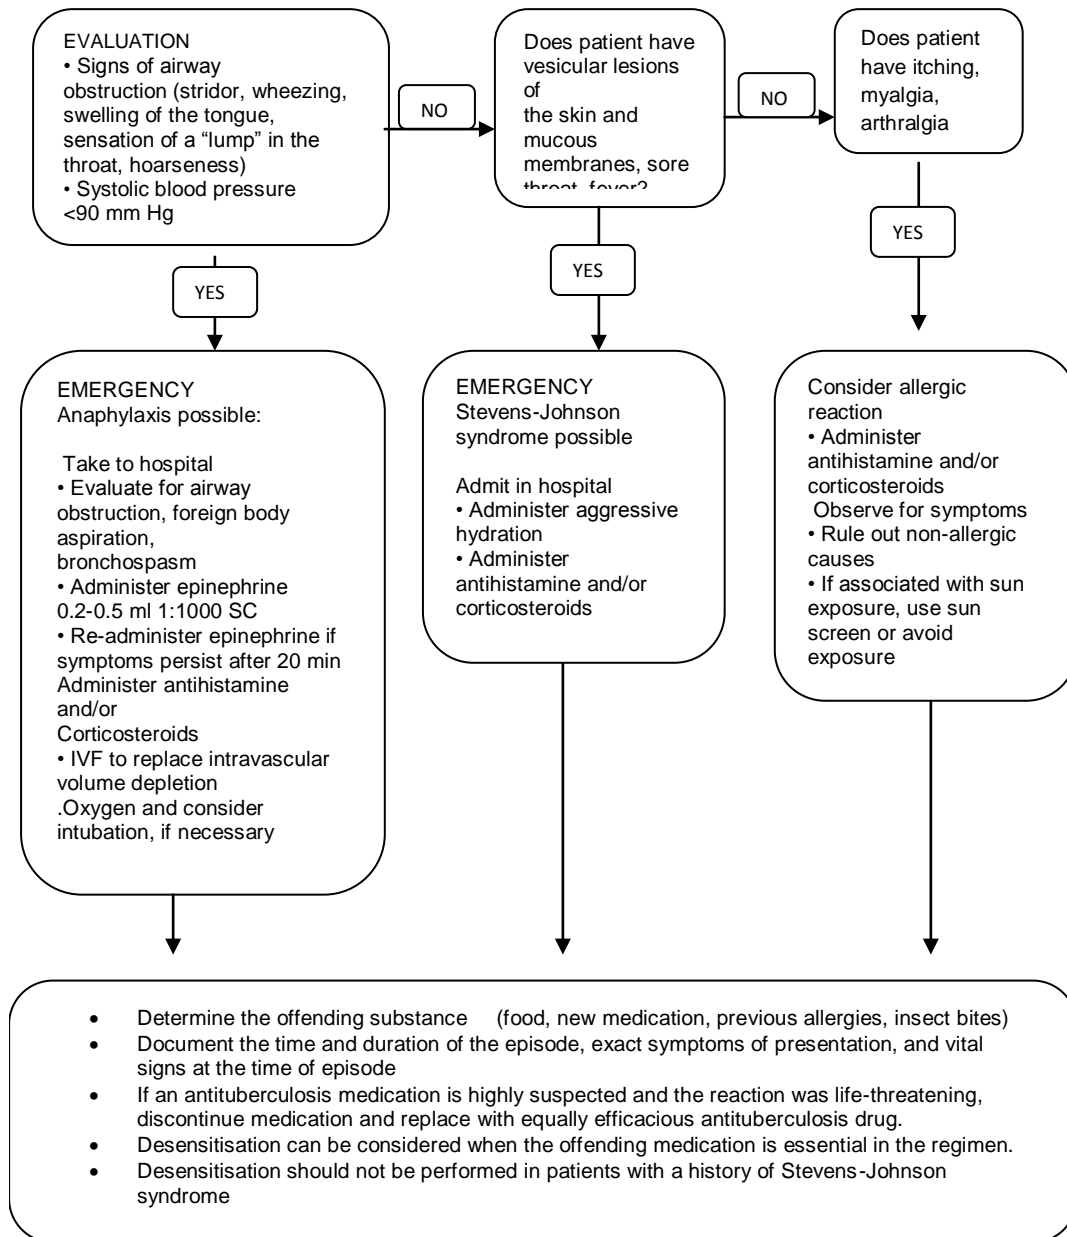 EVALUATION
• Signs of airway
obstruction (stridor, wheezing,
swelling of the tongue,
sensation of a “lump” in the
throat, hoarseness)
• Systolic blood pressure
<90 mm Hg
NO
Does patient have
vesicular lesions
of
the skin and
mucous
membranes, sore
throat, fever?
NO
Does patient
have itching,
myalgia,
arthralgia
YES
YES
YES
EMERGENCY
Anaphylaxis possible:
Take to hospital
• Evaluate for airway
obstruction, foreign body
aspiration,
bronchospasm
• Administer epinephrine
0.2-0.5 ml 1:1000 SC
• Re-administer epinephrine if
symptoms persist after 20 min
Administer antihistamine
and/or
Corticosteroids
• IVF to replace intravascular
volume depletion
.Oxygen and consider
intubation, if necessary
EMERGENCY
Stevens-Johnson
syndrome possible
Admit in hospital
• Administer aggressive
hydration
• Administer
antihistamine and/or
corticosteroids
Consider allergic
reaction
• Administer
antihistamine and/or
corticosteroids
Observe for symptoms
• Rule out non-allergic
causes
• If associated with sun
exposure, use sun
screen or avoid
exposure
• Determine the offending substance (food, new medication, previous allergies, insect bites)
• Document the time and duration of the episode, exact symptoms of presentation, and vital
signs at the time of episode
• If an antituberculosis medication is highly suspected and the reaction was life-threatening,
discontinue medication and replace with equally efficacious antituberculosis drug.
• Desensitisation can be considered when the offending medication is essential in the regimen.
• Desensitisation should not be performed in patients with a history of Stevens-Johnson
syndrome